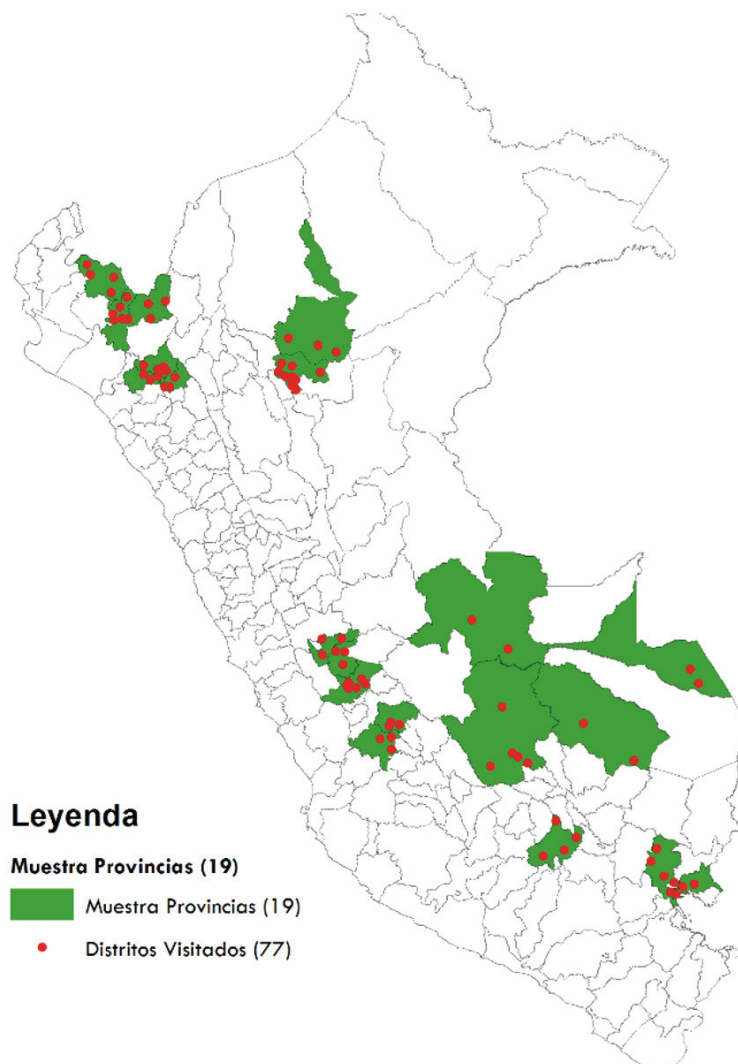 Leyenda
Muestra Provincias (19)
Muestra Provincias (19)
Distritos Visitados (77)